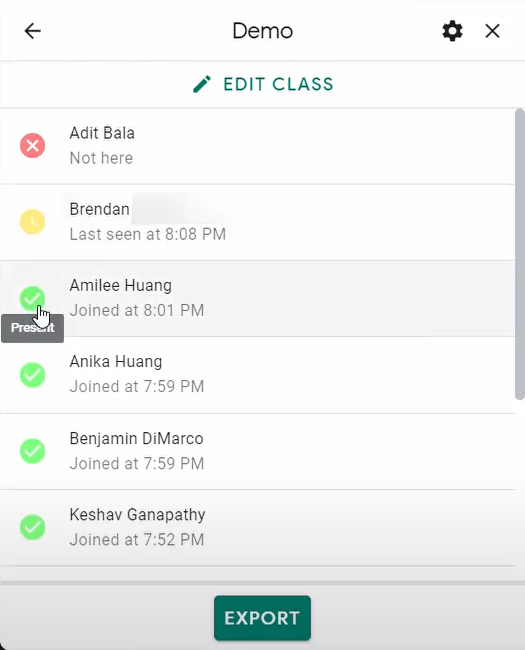 Demo
EDIT CLASS
Adit Bala
Not here
Brendan
Last seen at 8:08 PM
Amilee Huang
Joined at 8:01 PM
Present
Anika Huang
Joined at 7:59 PM
Benjamin DiMarco
Joined at 7:59 PM
Keshav Ganapathy
Joined at 7:52 PM
EXPORT